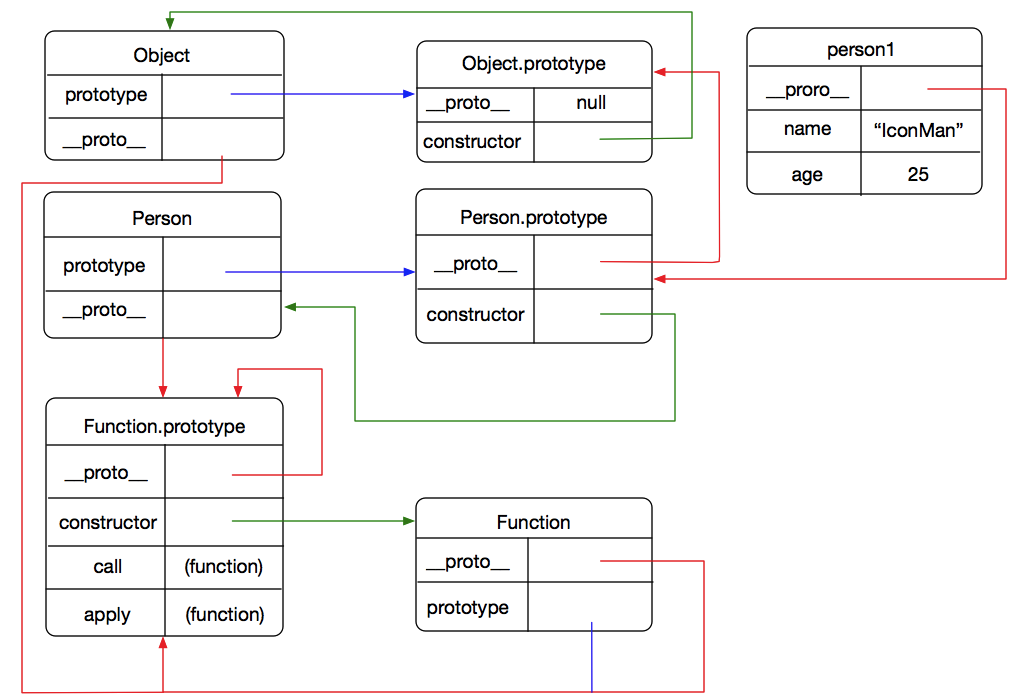 Object
prototype
__proto__
Object.prototype
__proto__ null
constructor
person1
__proro__
name “IconMan”
age 25
Person
prototype
__proto__
Person.prototype
__proto__
constructor
Function.prototype
__proto__
constructor
call (function)
apply (function)
Function
__proto__
prototype